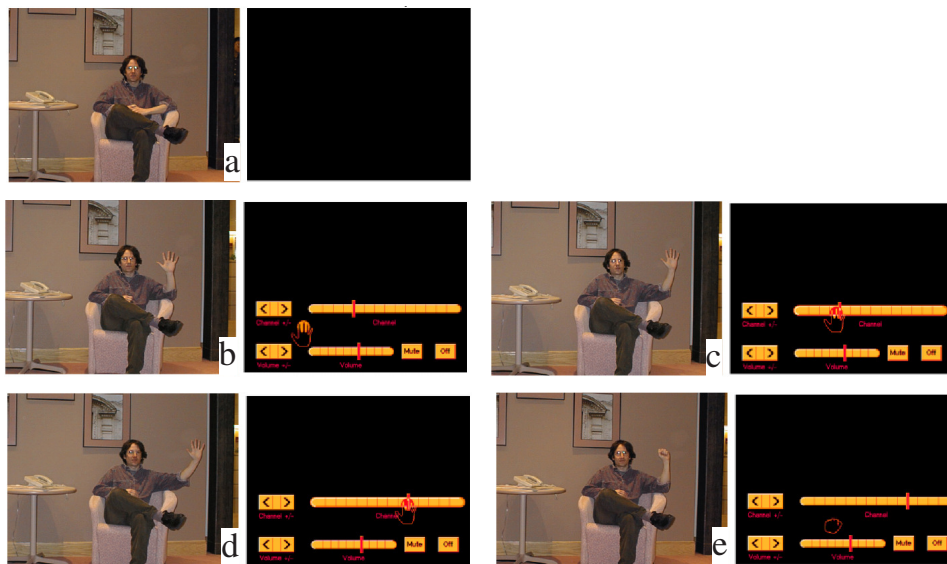 a
b
< >
Channel +/-
Channel
< >
Mute
Off
Volume +/-
Volume
c
< >
Channel +/-
Channel
< >
Mute
Off
Volume +/-
Volume
d
< >
Channel +/-
Channel
< >
Mute
Off
Volume +/-
Volume
e
< >
Channel +/-
Channel
< >
Mute
Off
Volume +/-
Volume